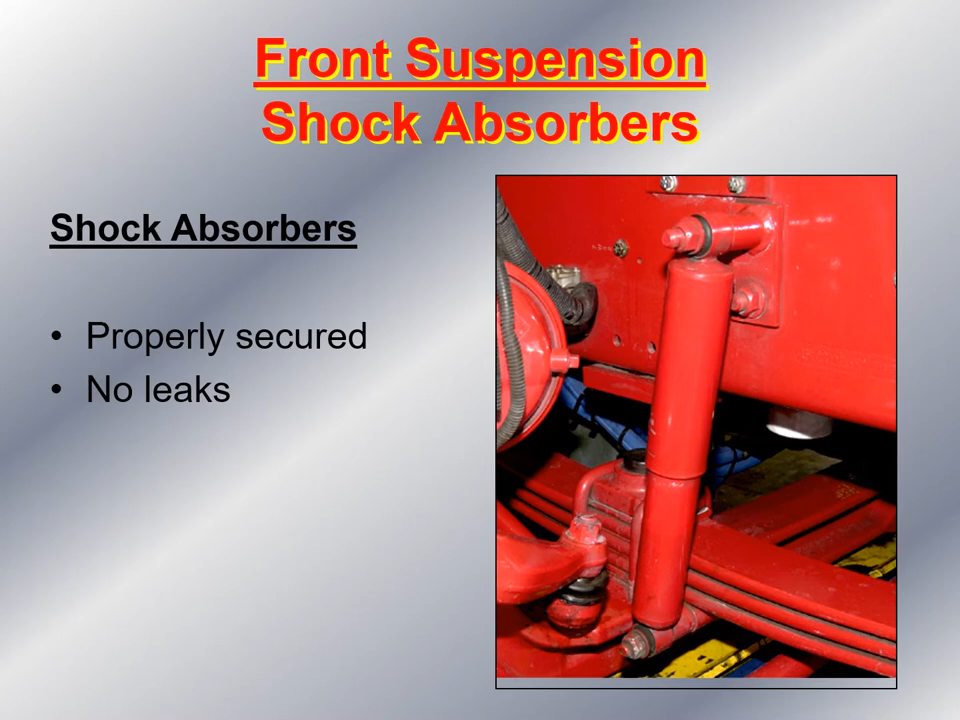 Front Suspension
Shock Absorbers
Shock Absorbers
• Properly secured
• No leaks